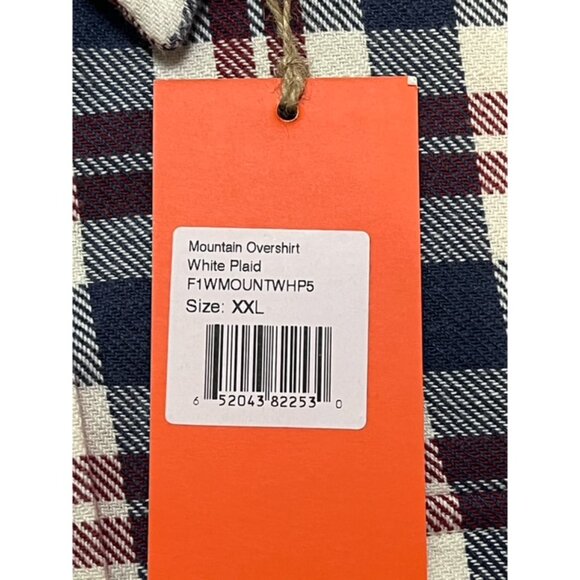 Mountain Overshirt
White Plaid
F1WMOUNTWHP5
Size: XXL
6 52043 82253 0